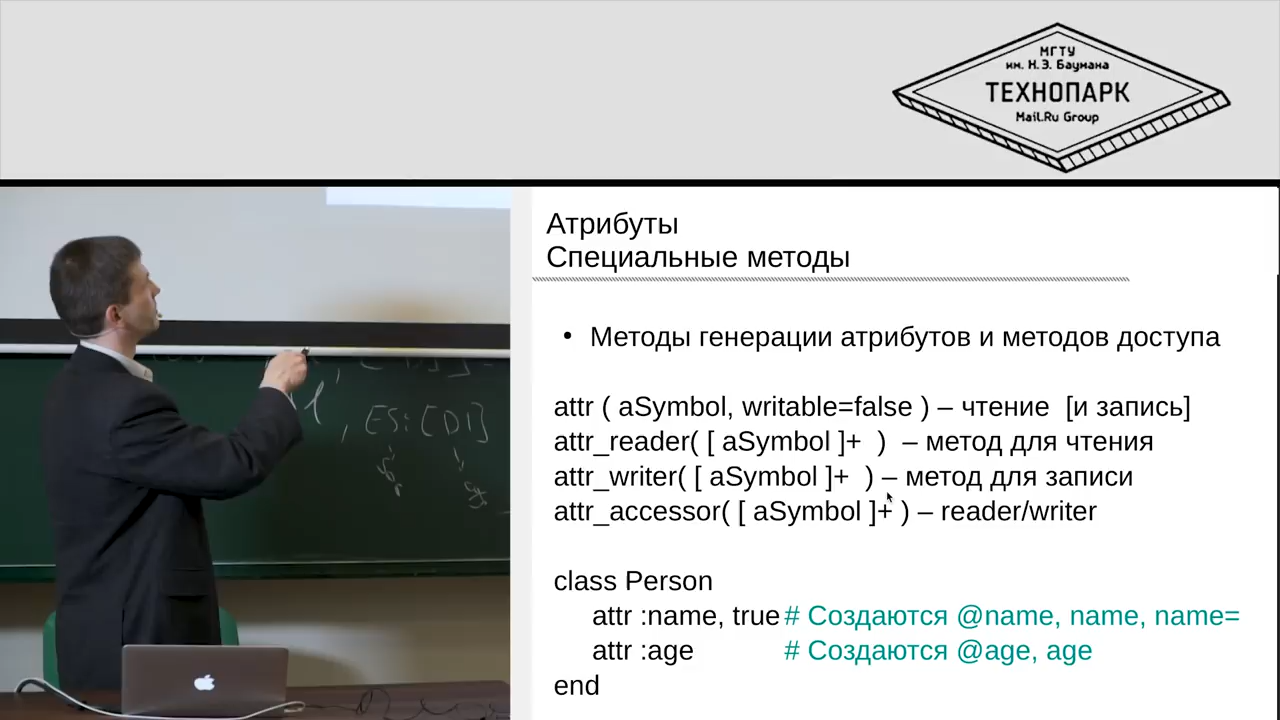 МГТУ
им. Н.Э. Баумана
ТЕХНОПАРК
Mail.Ru Group
Атрибуты
Специальные методы
• Методы генерации атрибутов и методов доступа
attr ( aSymbol, writable=false ) – чтение [и запись]
attr_reader( [ aSymbol ]+ ) – метод для чтения
attr_writer( [ aSymbol ]+ ) – метод для записи
attr_accessor( [ aSymbol ]+ ) – reader/writer
class Person
attr :name, true # Создаются @name, name, name=
attr :age # Создаются @age, age
end
ES: [D1]